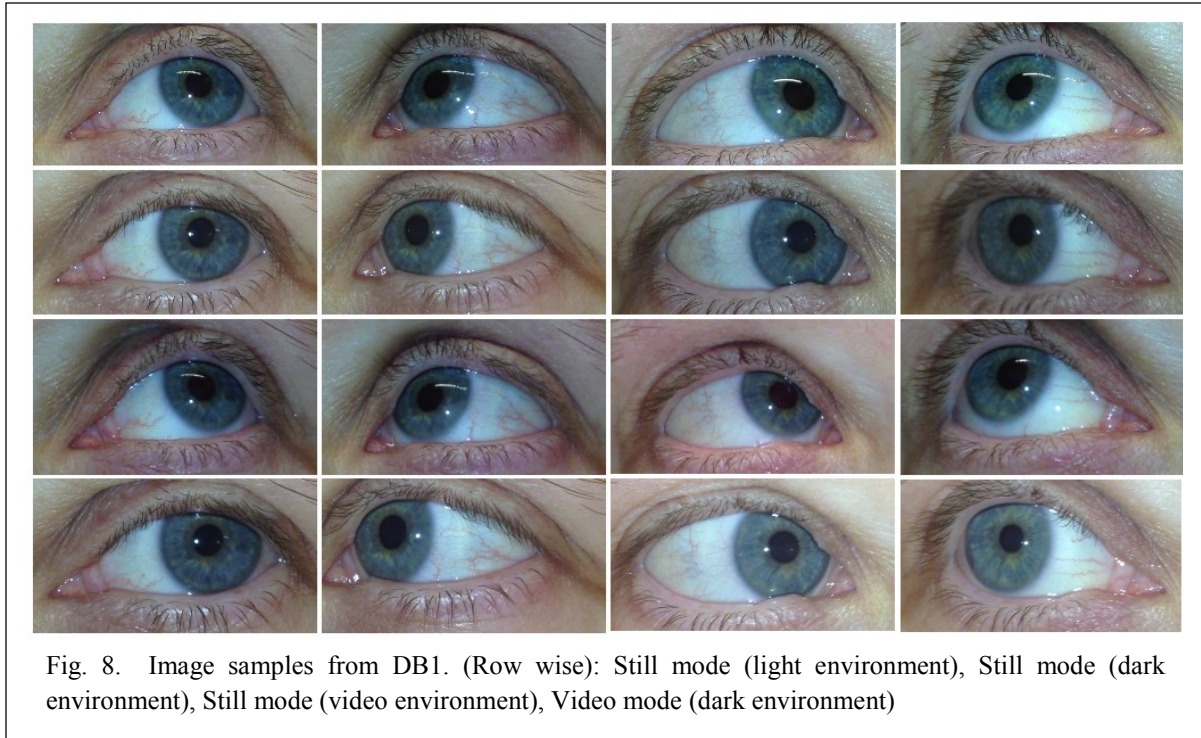 Fig. 8. Image samples from DB1. (Row wise): Still mode (light environment), Still mode (dark
environment), Still mode (video environment), Video mode (dark environment)